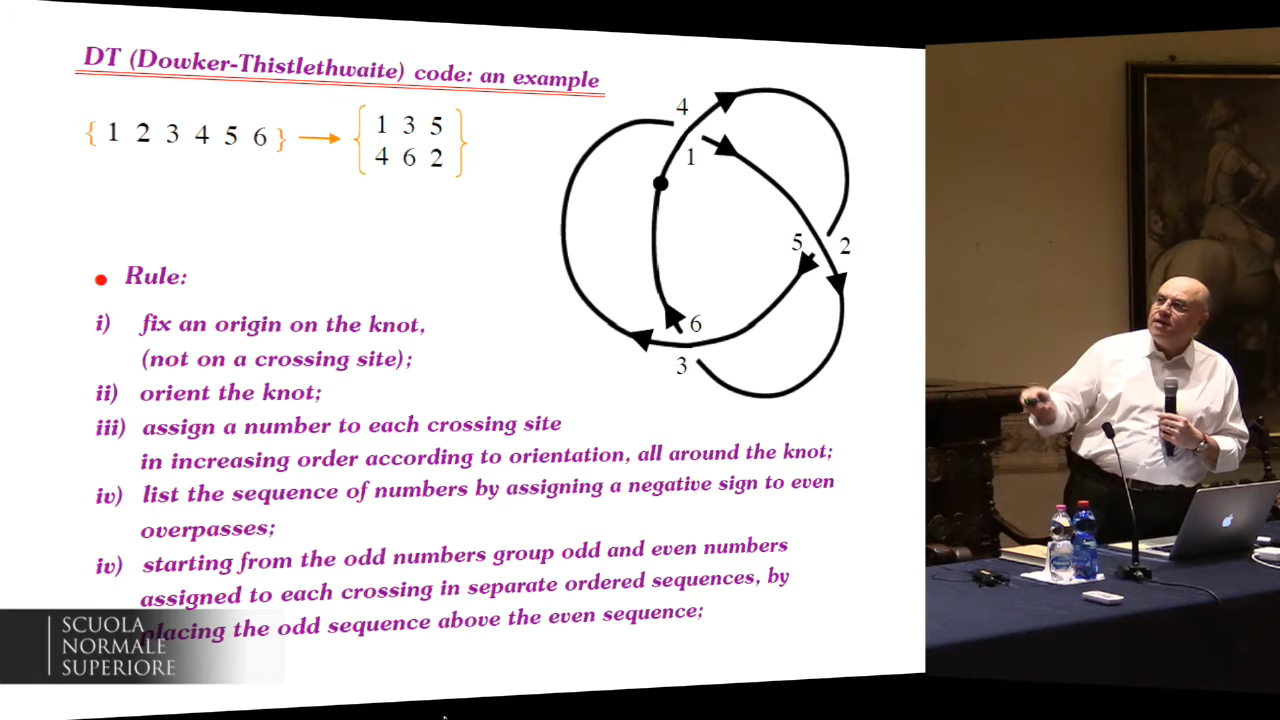 DT (Dowker-Thistlethwaite) code: an example
{ 1 2 3 4 5 6 } → { 1 3 5
4 6 2 }
4
1
5 2
6
3
• Rule:
i) fix an origin on the knot,
(not on a crossing site);
ii) orient the knot;
iii) assign a number to each crossing site
in increasing order according to orientation, all around the knot;
iv) list the sequence of numbers by assigning a negative sign to even
overpasses;
iv) starting from the odd numbers group odd and even numbers
assigned to each crossing in separate ordered sequences, by
placing the odd sequence above the even sequence;
SCUOLA
NORMALE
SUPERIORE